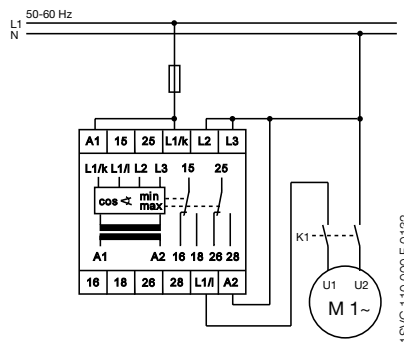 50-60 Hz
L1
N
A1 15 25 L1/k L2 L3
L1/k L1/l L2 L3 15 25
cos ∢ min
max
A1 A2 16 18 26 28
16 18 26 28 L1/l A2
K1
U1 U2
M 1~